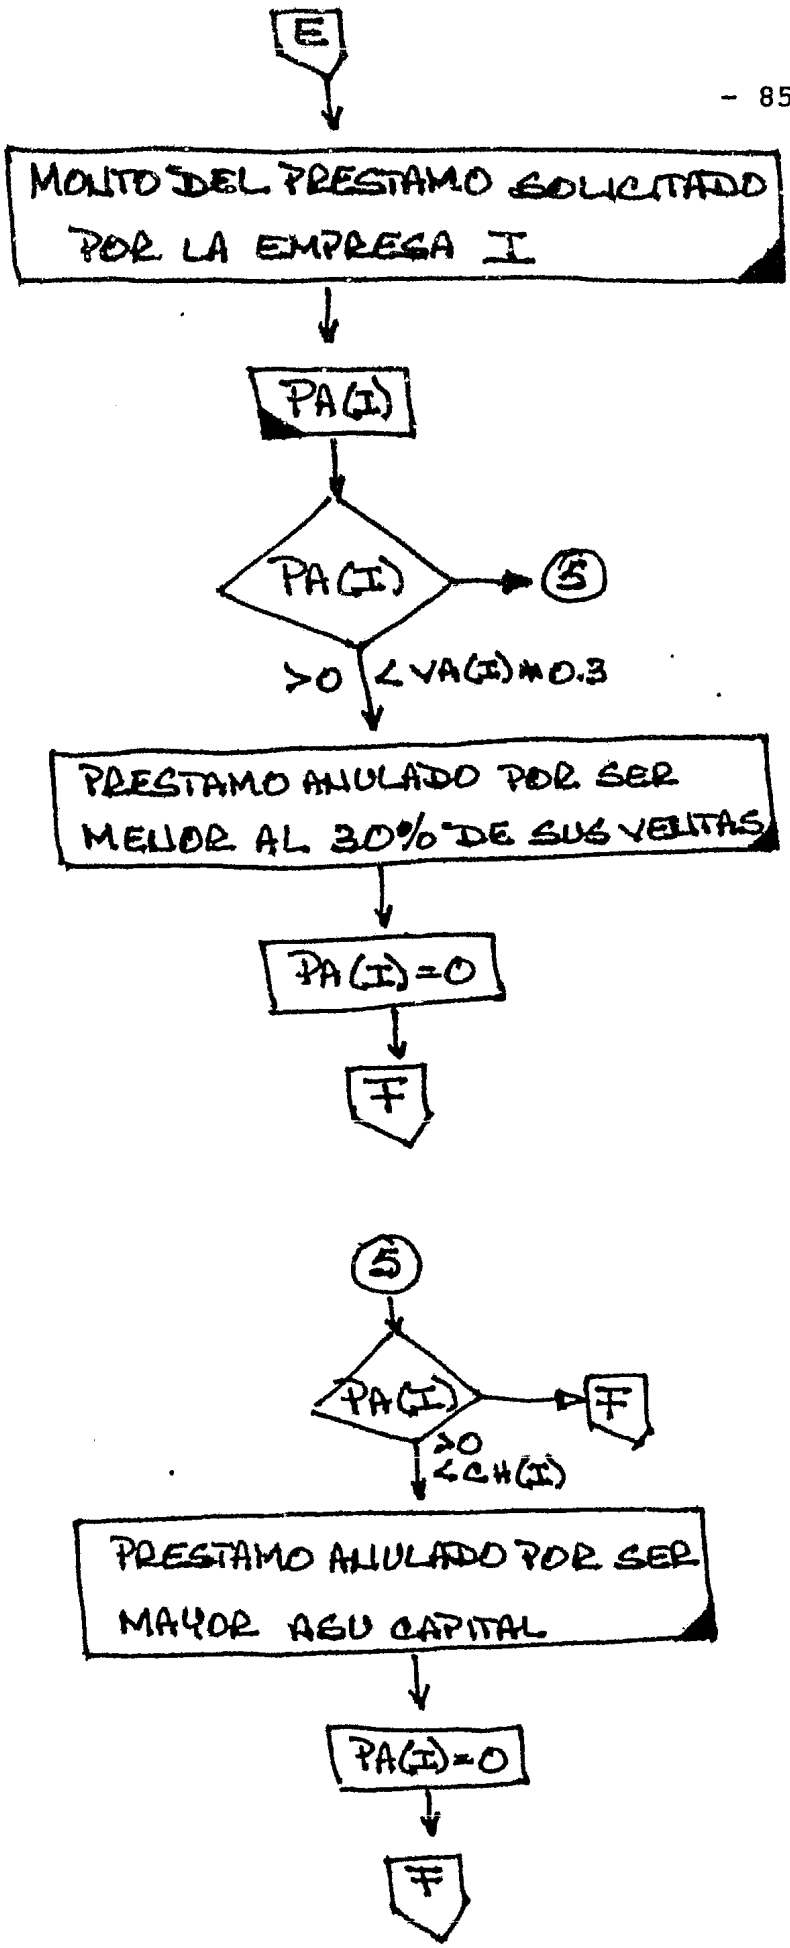 E
- 85
MONTO DEL PRESTAMO SOLICITADO
POR LA EMPRESA I
PA(I)
PA(I)
5
>0 < VA(I)*0.3
PRESTAMO ANULADO POR SER
MENOR AL 30% DE SUS VENTAS
PA(I)=0
F
5
PA(I)
F
>0
<CH(I)
PRESTAMO ANULADO POR SER
MAYOR A SU CAPITAL
PA(I)=0
F